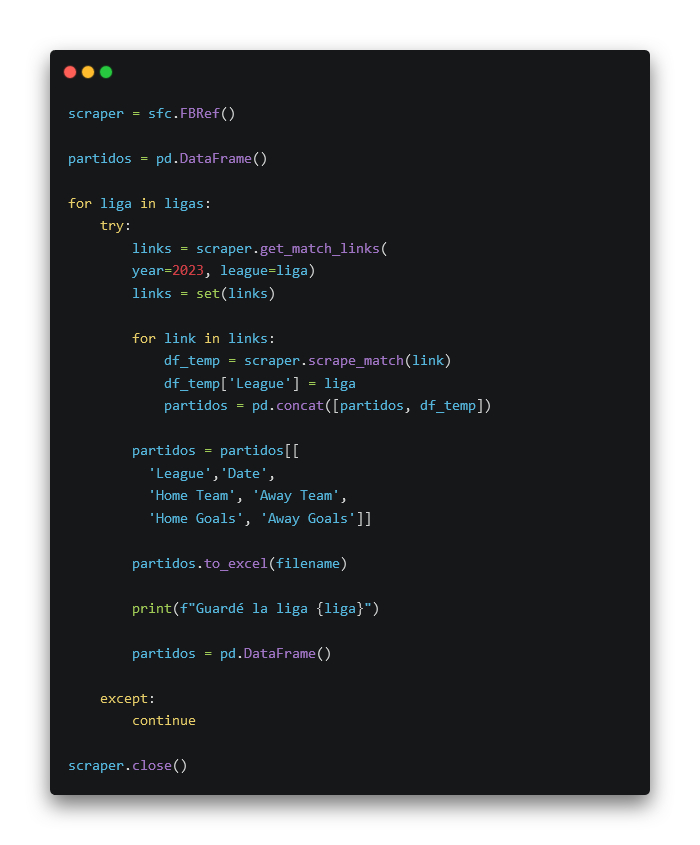 scraper = sfc.FBRef()
partidos = pd.DataFrame()
for liga in ligas:
try:
links = scraper.get_match_links(
year=2023, league=liga)
links = set(links)
for link in links:
df_temp = scraper.scrape_match(link)
df_temp['League'] = liga
partidos = pd.concat([partidos, df_temp])
partidos = partidos[[
'League','Date',
'Home Team', 'Away Team',
'Home Goals', 'Away Goals']]
partidos.to_excel(filename)
print(f"Guardé la liga {liga}")
partidos = pd.DataFrame()
except:
continue
scraper.close()